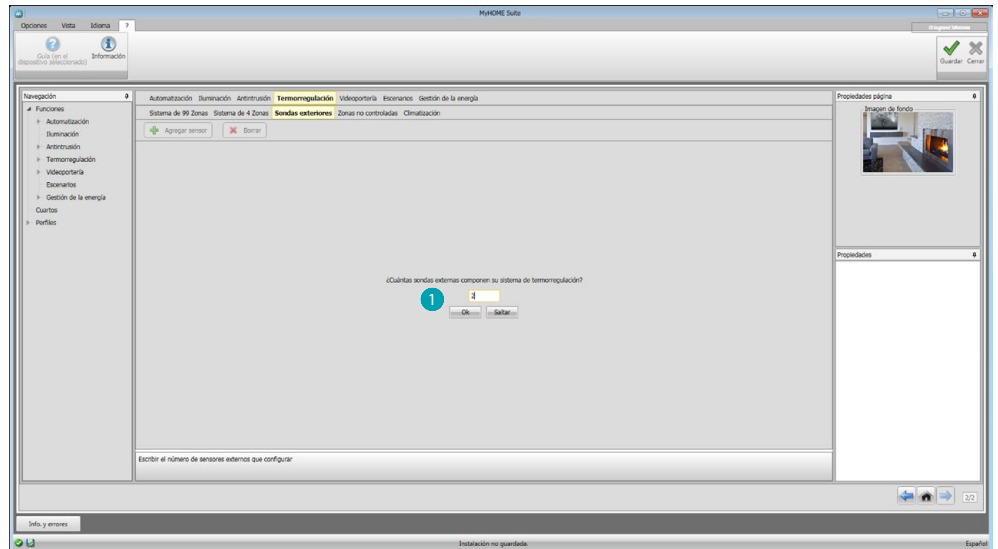 MyHOME Suite
Opciones Vista Idioma ?
Guía (en el dispositivo seleccionado)
Información
Guardar Cerrar
Navegación
Funciones
Automatización
Iluminación
Antintrusión
Termorregulación
Videoportería
Escenarios
Gestión de la energía
Cuartos
Perfiles
Automatización Iluminación Antintrusión Termorregulación Videoportería Escenarios Gestión de la energía
Sistema de 99 Zonas Sistema de 4 Zonas Sondas exteriores Zonas no controladas Climatización
Agregar sensor Borrar
¿Cuántas sondas externas componen su sistema de termorregulación?
1
2
Ok Saltar
Escribir el número de sensores externos que configurar
Propiedades página
Imagen de fondo
Propiedades
2/2
Info. y errores
Instalación no guardada.
Español